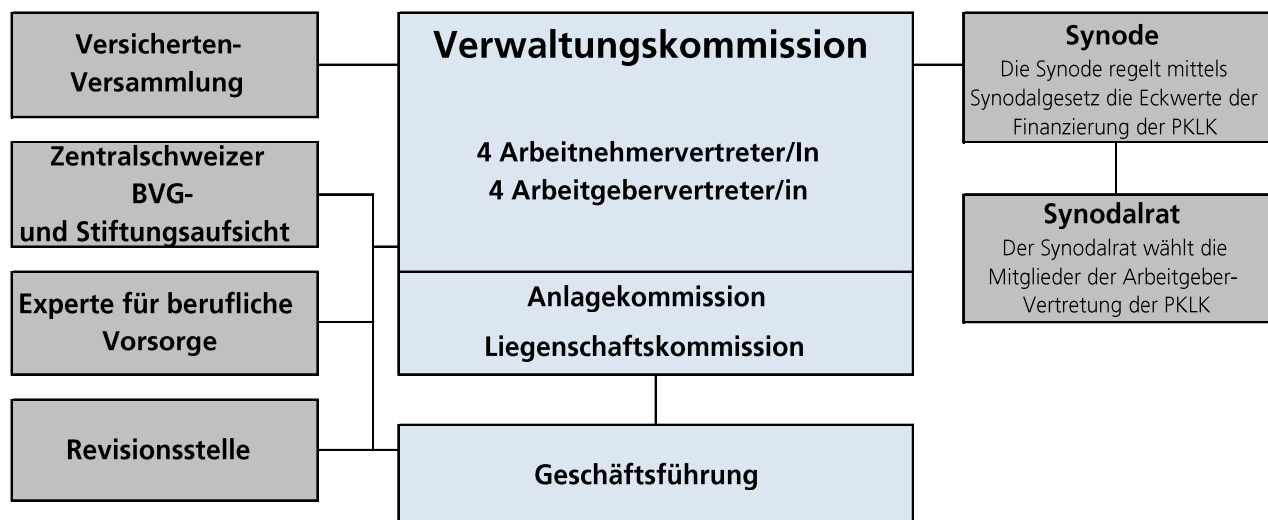 Versicherten-
Versammlung
Zentralschweizer
BVG-
und Stiftungsaufsicht
Experte für berufliche
Vorsorge
Revisionsstelle
Verwaltungskommission
4 Arbeitnehmervertreter/In
4 Arbeitgebervertreter/in
Anlagekommission
Liegenschaftskommission
Geschäftsführung
Synode
Die Synode regelt mittels
Synodalgesetz die Eckwerte der
Finanzierung der PKLK
Synodalrat
Der Synodalrat wählt die
Mitglieder der Arbeitgeber-
Vertretung der PKLK